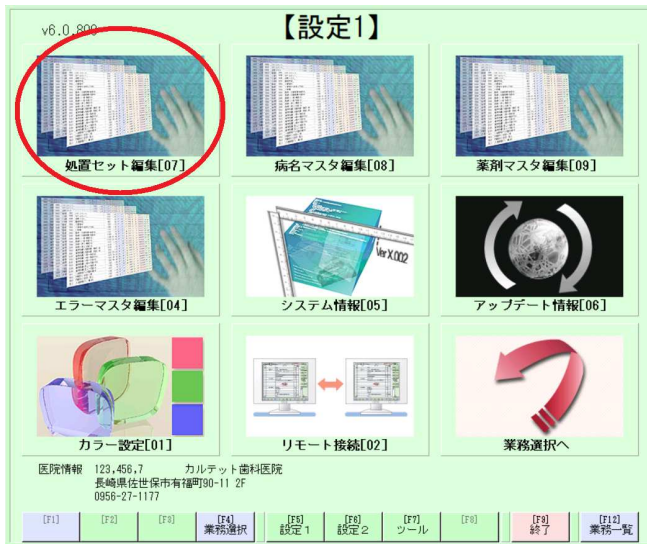 v6.0.800
【設定1】
処置セット編集[07]
病名マスタ編集[08]
薬剤マスタ編集[09]
エラーマスタ編集[04]
システム情報[05]
アップデート情報[06]
Ver.X.002
カラー設定[01]
リモート接続[02]
業務選択へ
医院情報 123,456,7 カルテット歯科医院
長崎県佐世保市有福町90-11 2F
0956-27-1177
[F1] [F2] [F3] [F4] [F5] [F6] [F7] [F8] [F9] [F12]
業務選択 設定1 設定2 ツール 終了 業務一覧